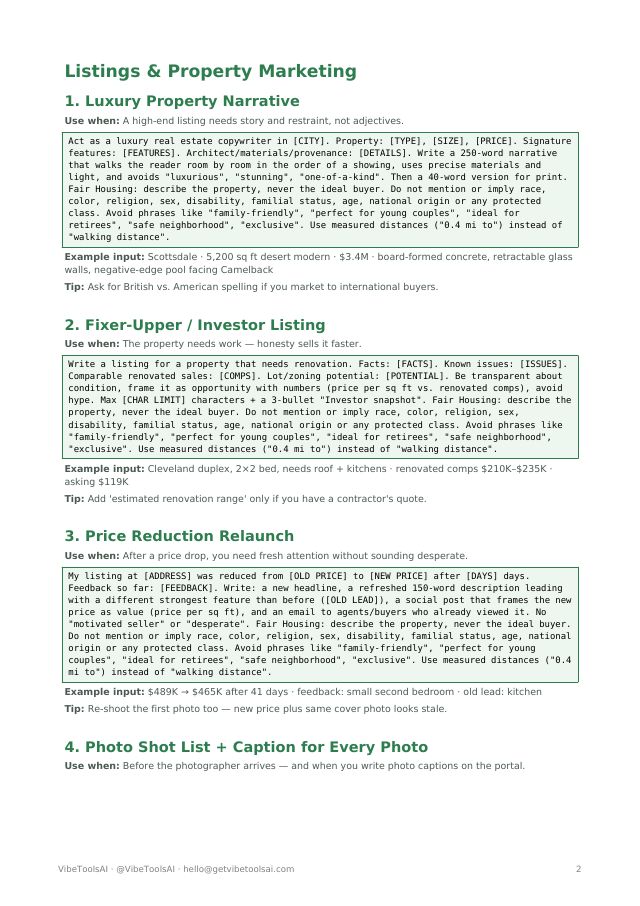 Listings & Property Marketing
1. Luxury Property Narrative
Use when: A high-end listing needs story and restraint, not adjectives.
Act as a luxury real estate copywriter in [CITY]. Property: [TYPE], [SIZE], [PRICE]. Signature
features: [FEATURES]. Architect/materials/provenance: [DETAILS]. Write a 250-word narrative
that walks the reader room by room in the order of a showing, uses precise materials and
light, and avoids "luxurious", "stunning", "one-of-a-kind". Then a 40-word version for print.
Fair Housing: describe the property, never the ideal buyer. Do not mention or imply race,
color, religion, sex, disability, familial status, age, national origin or any protected
class. Avoid phrases like "family-friendly", "perfect for young couples", "ideal for
retirees", "safe neighborhood", "exclusive". Use measured distances ("0.4 mi to") instead of
"walking distance".
Example input: Scottsdale · 5,200 sq ft desert modern · $3.4M · board-formed concrete, retractable glass
walls, negative-edge pool facing Camelback
Tip: Ask for British vs. American spelling if you market to international buyers.
2. Fixer-Upper / Investor Listing
Use when: The property needs work — honesty sells it faster.
Write a listing for a property that needs renovation. Facts: [FACTS]. Known issues: [ISSUES].
Comparable renovated sales: [COMPS]. Lot/zoning potential: [POTENTIAL]. Be transparent about
condition, frame it as opportunity with numbers (price per sq ft vs. renovated comps), avoid
hype. Max [CHAR LIMIT] characters + a 3-bullet "Investor snapshot". Fair Housing: describe the
property, never the ideal buyer. Do not mention or imply race, color, religion, sex,
disability, familial status, age, national origin or any protected class. Avoid phrases like
"family-friendly", "perfect for young couples", "ideal for retirees", "safe neighborhood",
"exclusive". Use measured distances ("0.4 mi to") instead of "walking distance".
Example input: Cleveland duplex, 2×2 bed, needs roof + kitchens · renovated comps $210K–$235K ·
asking $119K
Tip: Add 'estimated renovation range' only if you have a contractor's quote.
3. Price Reduction Relaunch
Use when: After a price drop, you need fresh attention without sounding desperate.
My listing at [ADDRESS] was reduced from [OLD PRICE] to [NEW PRICE] after [DAYS] days.
Feedback so far: [FEEDBACK]. Write: a new headline, a refreshed 150-word description leading
with a different strongest feature than before ([OLD LEAD]), a social post that frames the new
price as value (price per sq ft), and an email to agents/buyers who already viewed it. No
"motivated seller" or "desperate". Fair Housing: describe the property, never the ideal buyer.
Do not mention or imply race, color, religion, sex, disability, familial status, age, national
origin or any protected class. Avoid phrases like "family-friendly", "perfect for young
couples", "ideal for retirees", "safe neighborhood", "exclusive". Use measured distances ("0.4
mi to") instead of "walking distance".
Example input: $489K → $465K after 41 days · feedback: small second bedroom · old lead: kitchen
Tip: Re-shoot the first photo too — new price plus same cover photo looks stale.
4. Photo Shot List + Caption for Every Photo
Use when: Before the photographer arrives — and when you write photo captions on the portal.
VibeToolsAI · @VibeToolsAI · hello@getvibetoolsai.com
2